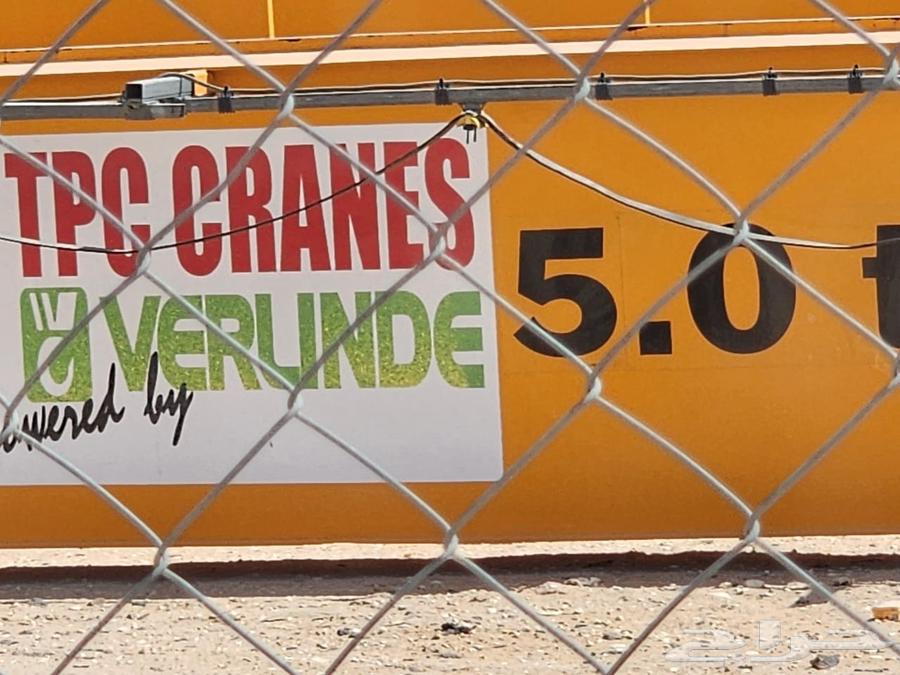 TPC CRANES
VERLINDE
powered by
5.0 t
حراج